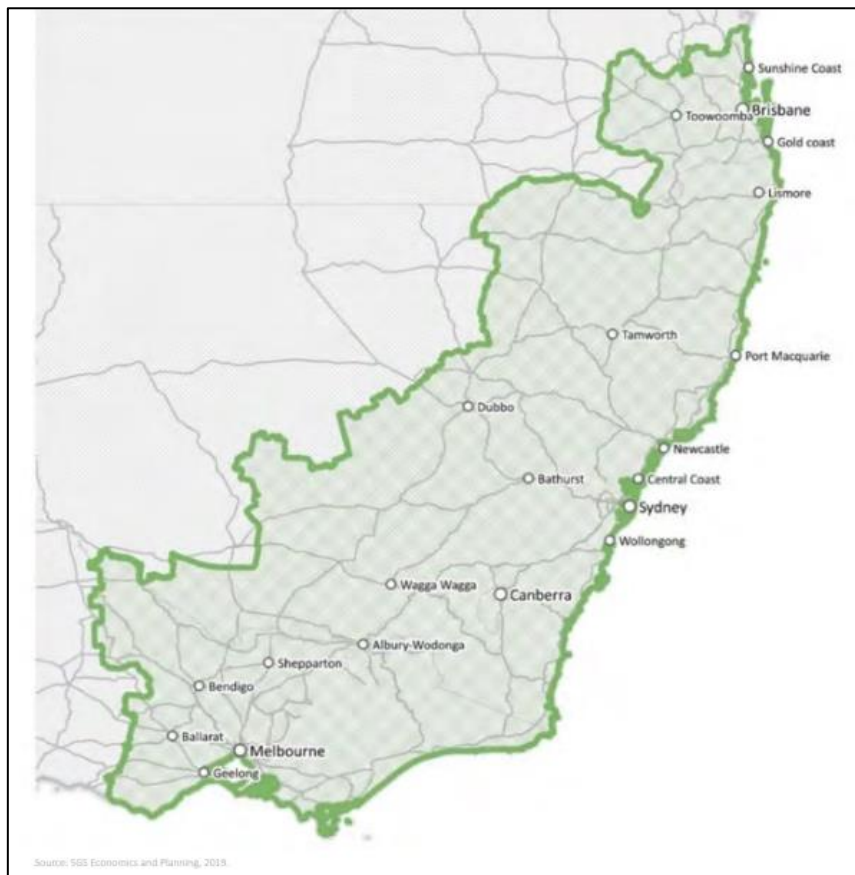 Sunshine Coast
Brisbane
Toowoomba
Gold coast
Lismore
Tamworth
Port Macquarie
Dubbo
Newcastle
Bathurst
Central Coast
Sydney
Wollongong
Wagga Wagga
Canberra
Albury-Wodonga
Shepparton
Bendigo
Ballarat
Melbourne
Geelong
Source: SGS Economics and Planning, 2019.